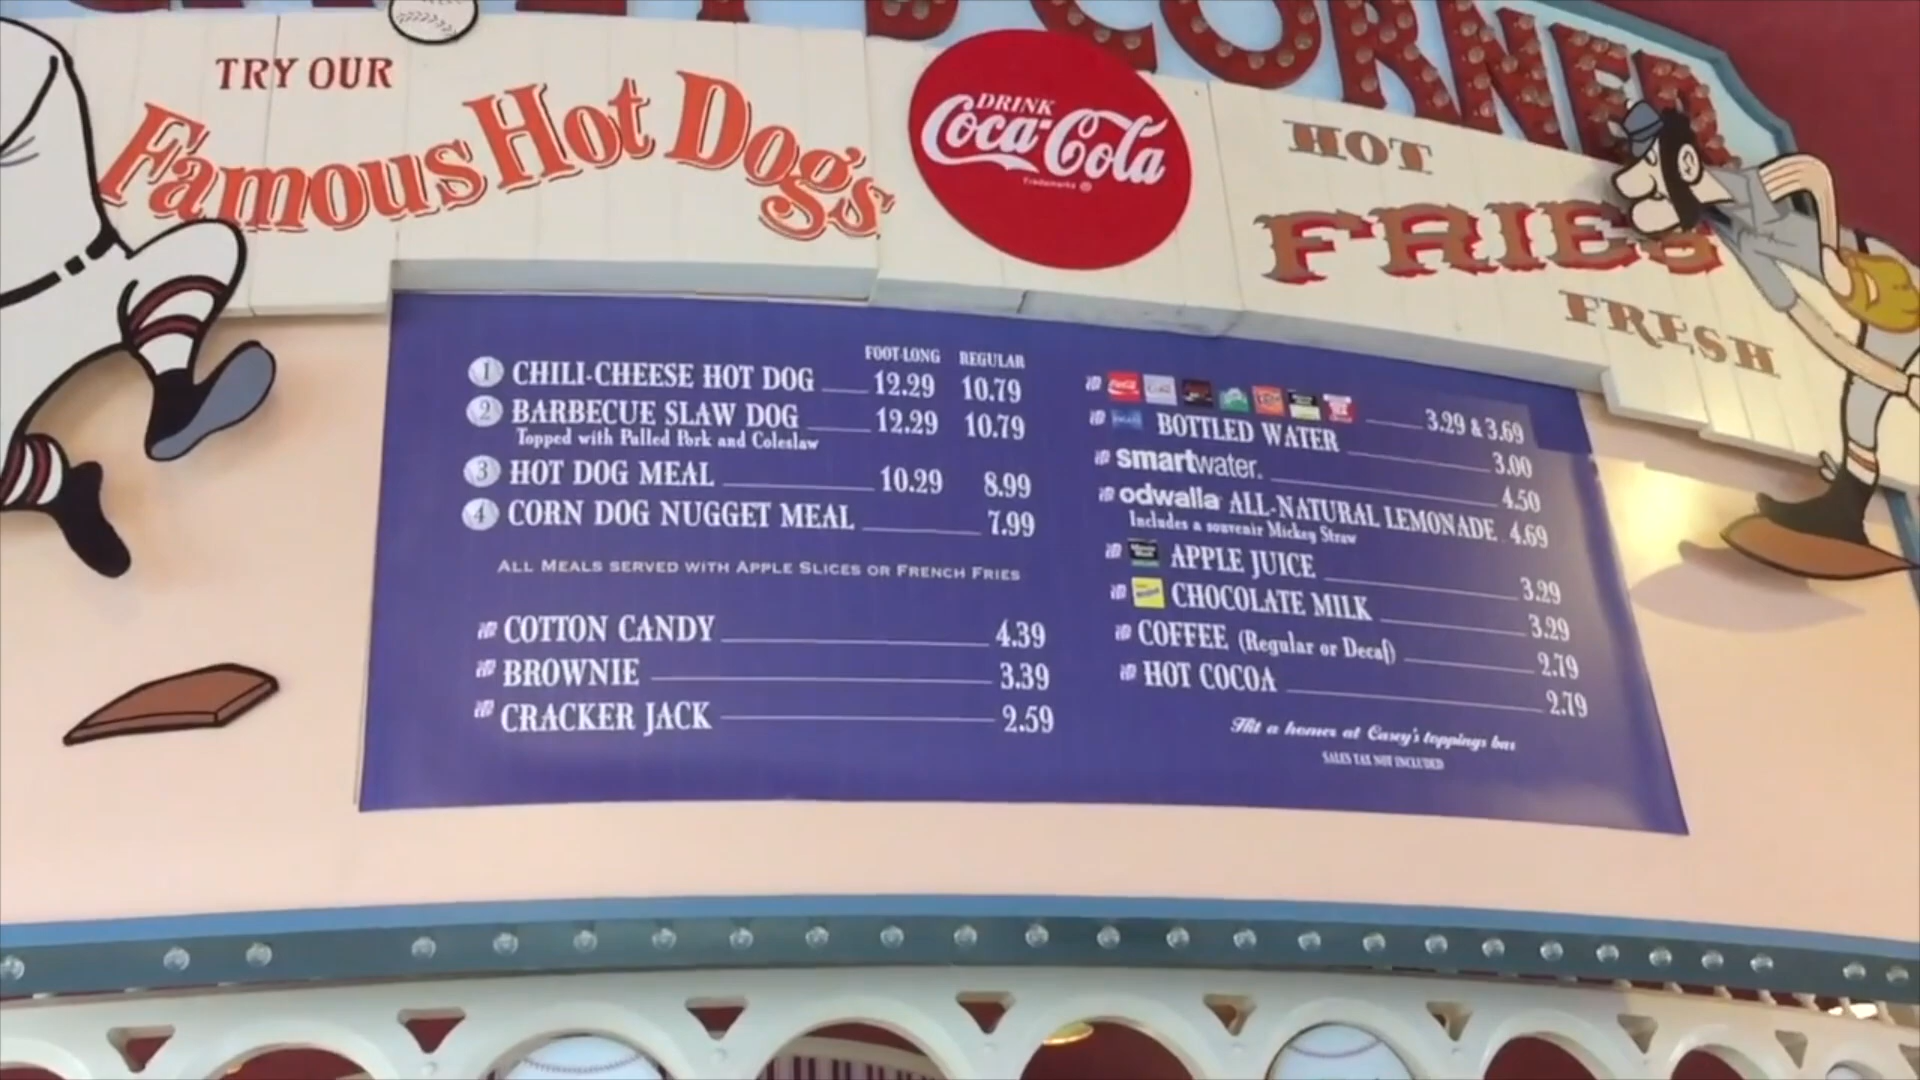 CORNER
TRY OUR
Famous Hot Dogs
DRINK
Coca-Cola
Trademark ®
HOT
FRIES
FRESH
FOOT-LONG REGULAR
1 CHILI-CHEESE HOT DOG 12.29 10.79
2 BARBECUE SLAW DOG 12.29 10.79
Topped with Pulled Pork and Coleslaw
3 HOT DOG MEAL 10.29 8.99
4 CORN DOG NUGGET MEAL 7.99
ALL MEALS SERVED WITH APPLE SLICES OR FRENCH FRIES
COTTON CANDY 4.39
BROWNIE 3.39
CRACKER JACK 2.59
Coca-Cola 3.29 & 3.69
BOTTLED WATER 3.00
smartwater. 4.50
odwalla ALL-NATURAL LEMONADE 4.69
Includes a souvenir Mickey Straw
APPLE JUICE 3.29
CHOCOLATE MILK 3.29
COFFEE (Regular or Decaf) 2.79
HOT COCOA 2.79
Hit a homer at Casey's toppings bar
SALES TAX NOT INCLUDED